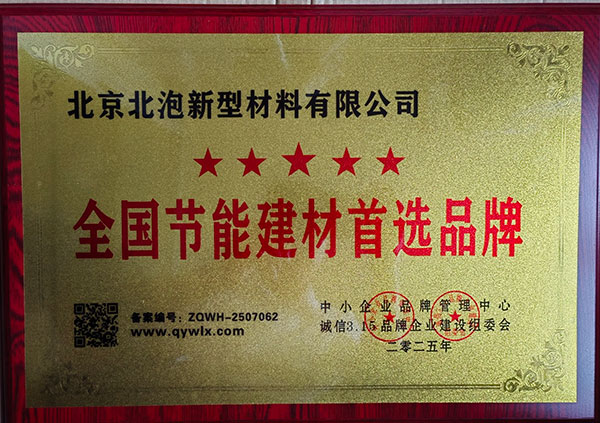 北京北泡新型材料有限公司
全国节能建材首选品牌
备案编号：ZQWH-2507062
www.qywlx.com
中小企业品牌管理中心
诚信3.15品牌企业建设组委会
二零二五年